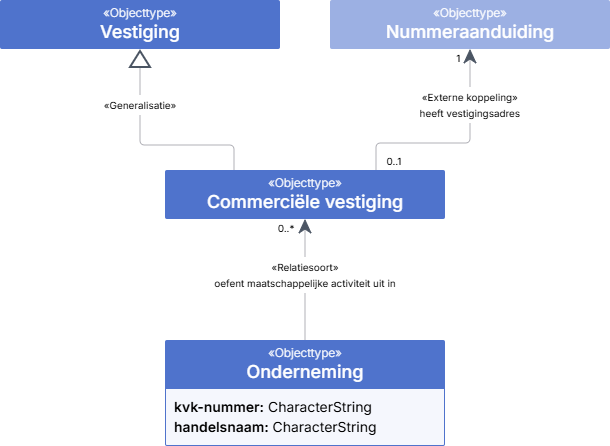 «Objecttype»
Vestiging
«Objecttype»
Nummeraanduiding
1
«Generalisatie»
«Externe koppeling»
heeft vestigingsadres
0..1
«Objecttype»
Commerciële vestiging
0..*
«Relatiesoort»
oefent maatschappelijke activiteit uit in
«Objecttype»
Onderneming
kvk-nummer: CharacterString
handelsnaam: CharacterString